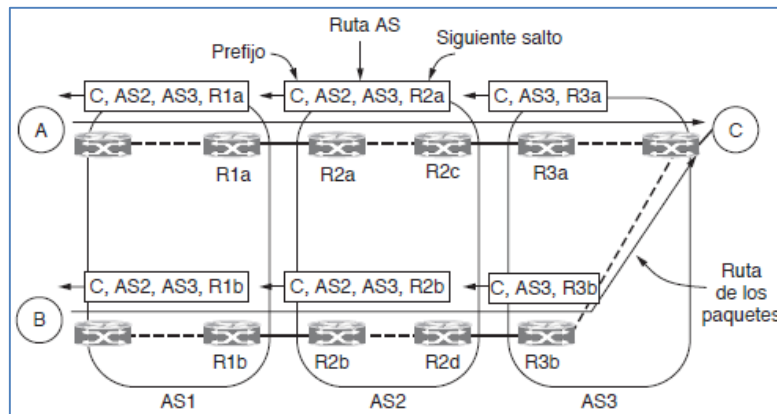 Ruta AS
Prefijo
Siguiente salto
C, AS2, AS3, R1a
C, AS2, AS3, R2a
C, AS3, R3a
A
C
R1a
R2a
R2c
R3a
C, AS2, AS3, R1b
C, AS2, AS3, R2b
C, AS3, R3b
Ruta
de los
paquetes
B
R1b
R2b
R2d
R3b
AS1
AS2
AS3